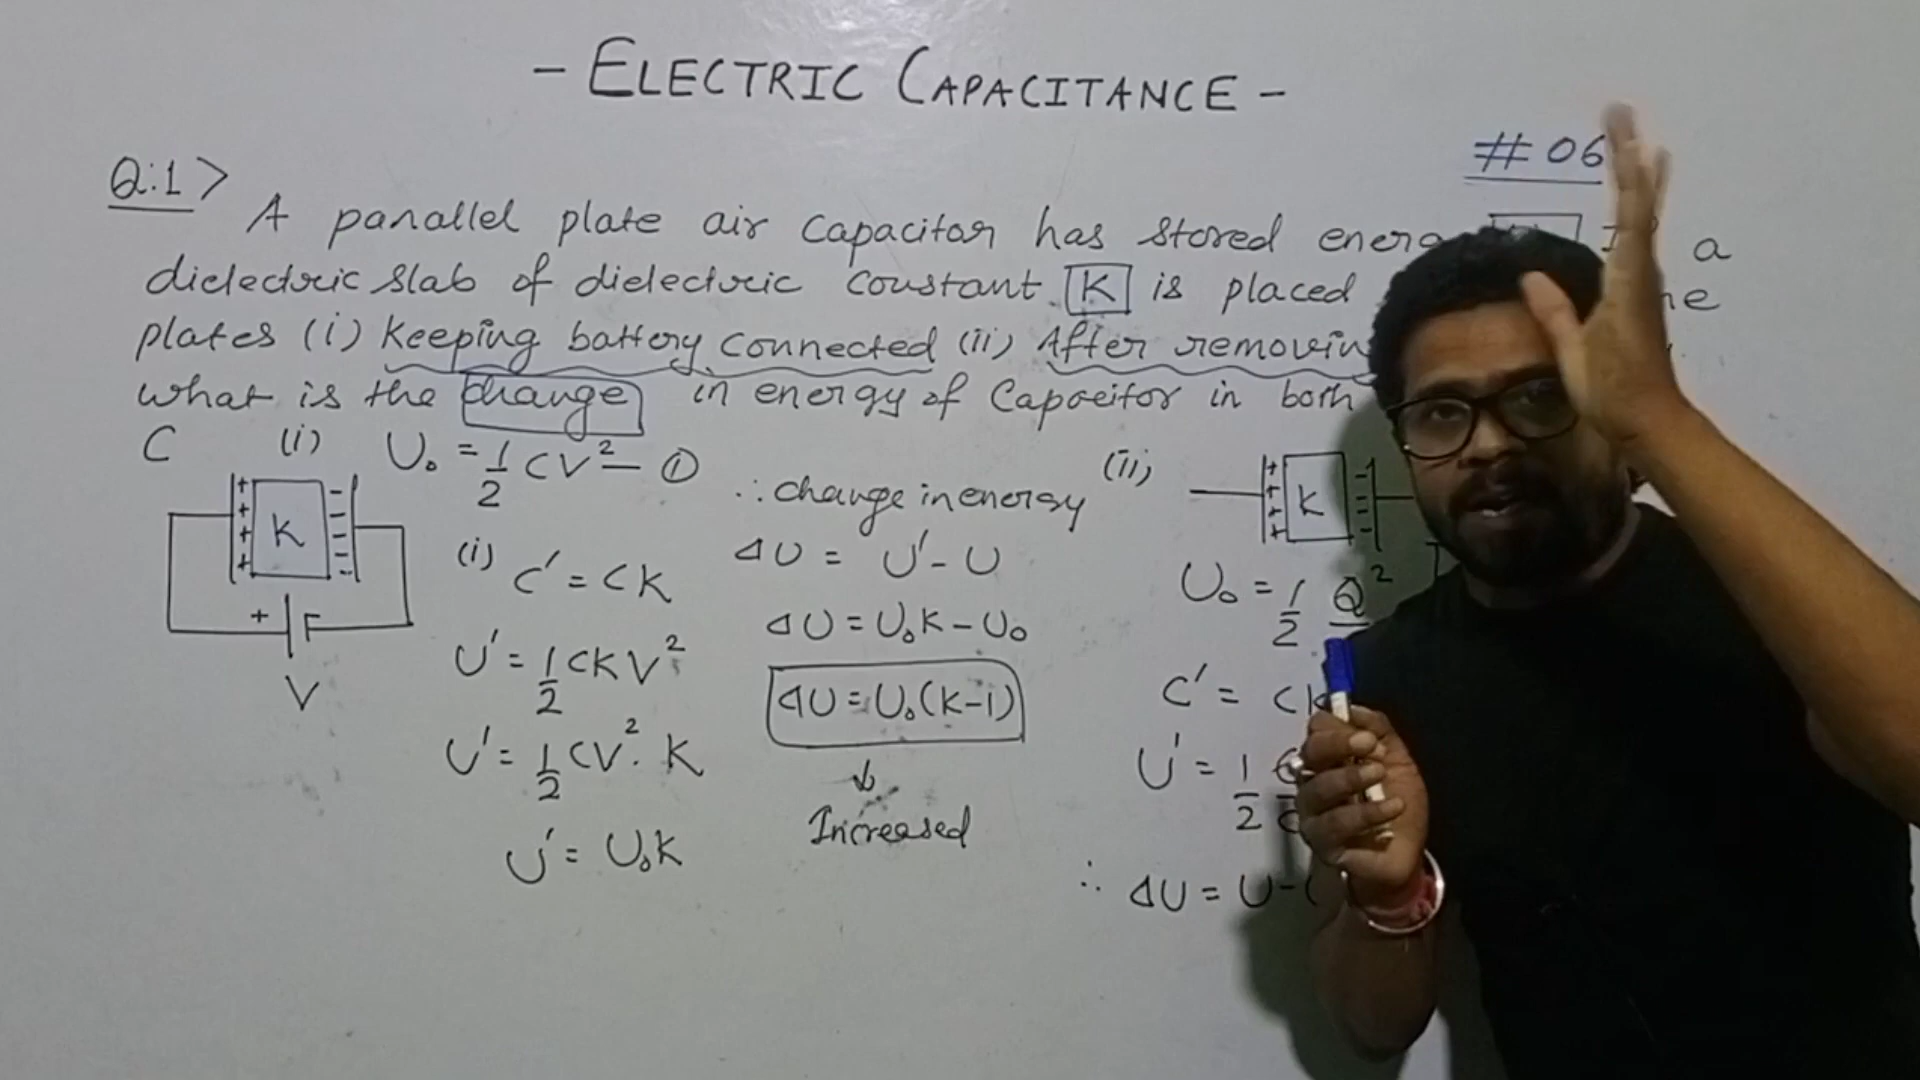 - ELECTRIC CAPACITANCE -
# 06
Q:1>
A parallel plate air capacitor has stored a
dielectric slab of dielectric constant K is placed
plates (i) Keeping battery connected (ii) After
what is the change in energy of Capacitor in both
C (i) U₀ = 1/2 CV² — ①
K
+ V
(i) C' = CK
U' = 1/2 CKV²
U' = 1/2 CV². K
U' = U₀K
∴ change in energy
ΔU = U' - U
ΔU = U₀K - U₀
ΔU = U₀(K-1)
↓
Increased
(ii)
K
U₀ = 1/2 Q²
C' = CK
U' = 1/2
∴ ΔU = U -